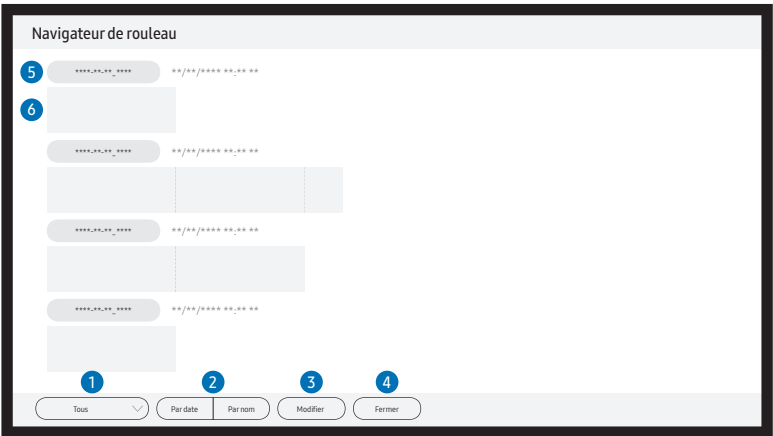 Navigateur de rouleau
5 ****-**-**_**** **/**/**** **:** **
6
****-**-**_**** **/**/**** **:** **
****-**-**_**** **/**/**** **:** **
****-**-**_**** **/**/**** **:** **
1 2 3 4
Tous Par date Par nom Modifier Fermer